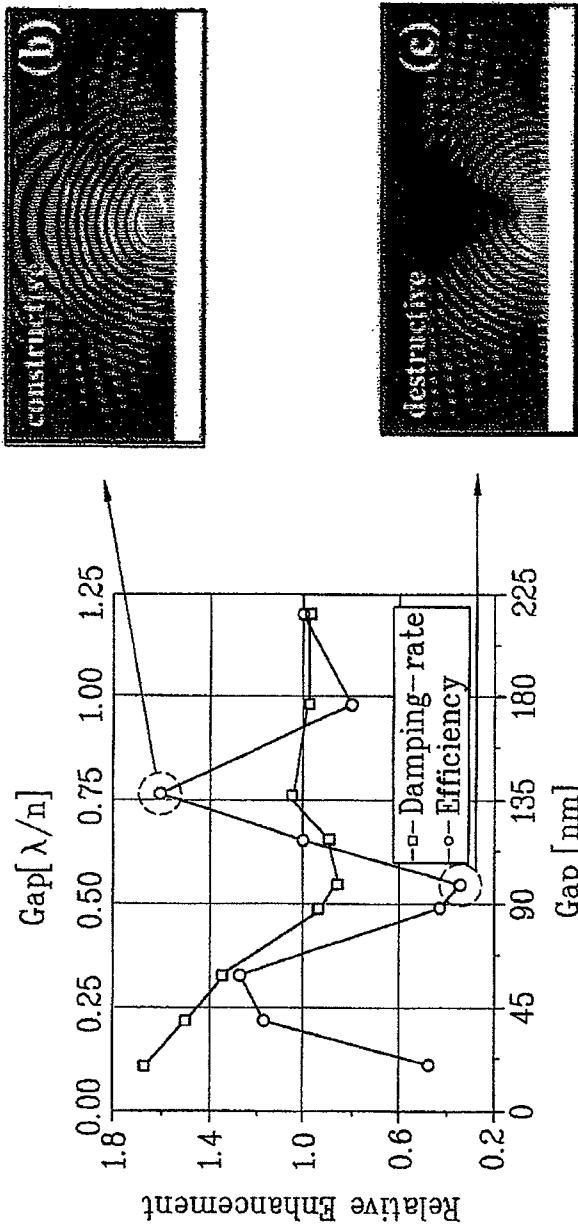 Gap[λ/n]
0.00 0.25 0.50 0.75 1.00 1.25
1.8
1.4
1.0
0.6
0.2
Relative Enhancement
Damping-rate
Efficiency
0 45 90 135 180 225
Gap [nm]
constructive
(b)
destructive
(c)